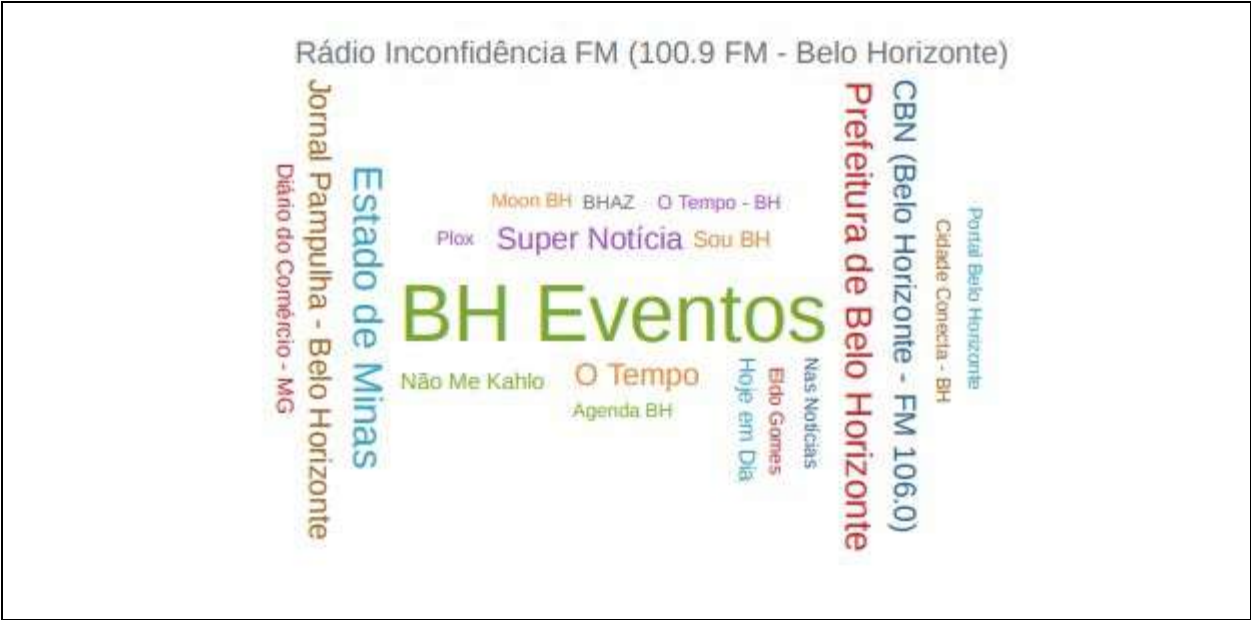 Rádio Inconfidência FM (100.9 FM - Belo Horizonte)
Diário do Comércio - MG
Jornal Pampulha - Belo Horizonte
Estado de Minas
Moon BH
BHAZ
O Tempo - BH
Plox
Super Notícia
Sou BH
BH Eventos
Não Me Kahlo
O Tempo
Agenda BH
Hoje em Dia
Eldo Gomes
Nas Notícias
Prefeitura de Belo Horizonte
CBN (Belo Horizonte - FM 106.0)
Cidade Conecta - BH
Portal Belo Horizonte